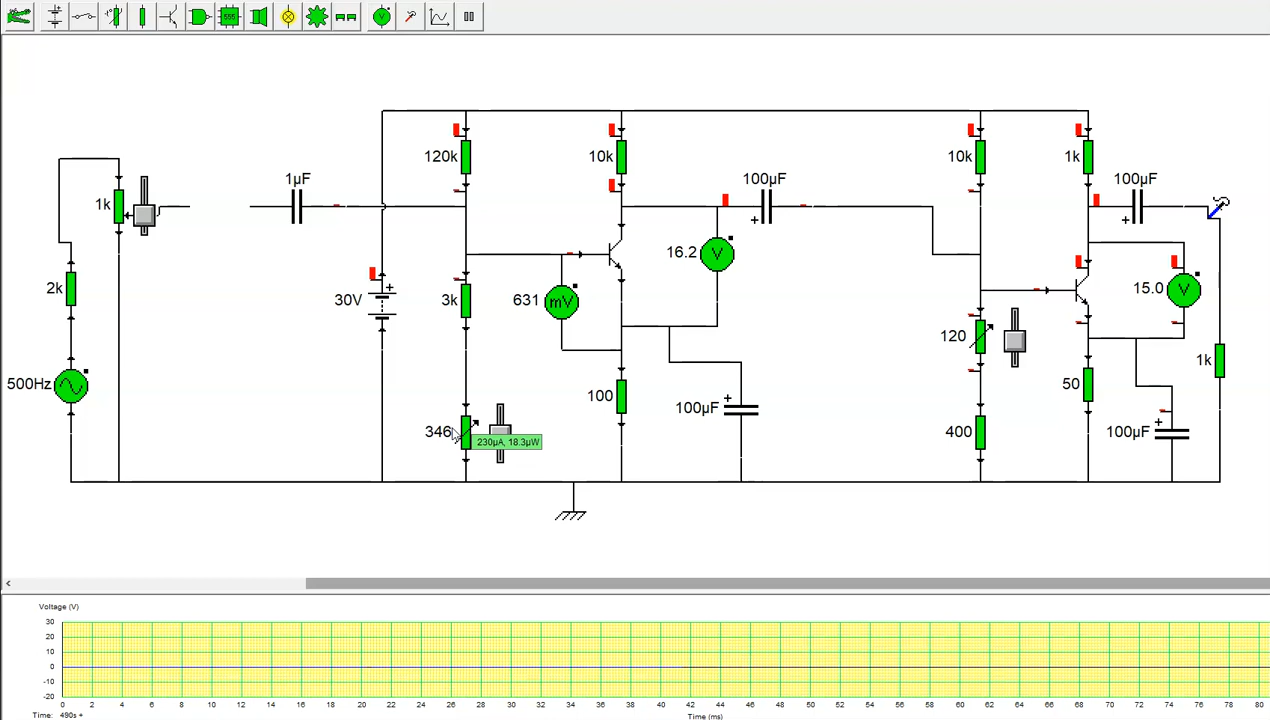 555
V
1k
1µF
120k
10k
100µF
10k
1k
100µF
2k
500Hz
30V
3k
631 mV
16.2 V
120
15.0 V
1k
346
230µA, 18.3µW
100
100µF
400
50
100µF
Voltage (V)
30
20
10
0
-10
-20
0 2 4 6 8 10 12 14 16 18 20 22 24 26 28 30 32 34 36 38 40 42 44 46 48 50 52 54 56 58 60 62 64 66 68 70 72 74 76 78 80
Time: 490s +
Time (ms)